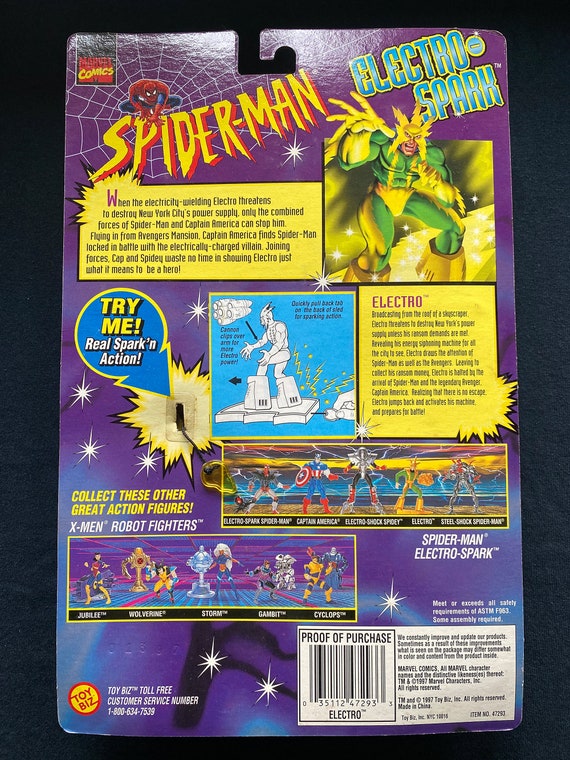 MARVEL
COMICS
SPIDER-MAN
ELECTRO-
SPARK™
When the electricity-wielding Electro threatens
to destroy New York City's power supply, only the combined
forces of Spider-Man and Captain America can stop him.
Flying in from Avengers Mansion, Captain America finds Spider-Man
locked in battle with the electrically-charged villain. Joining
forces, Cap and Spidey waste no time in showing Electro just
what it means to be a hero!
TRY
ME!
Real Spark'n
Action!
Quickly pull back tab
on the back of sled
for sparking action.
Cannon
clips
over arm
for more
Electro
power!
ELECTRO™
Broadcasting from the roof of a skyscraper,
Electro threatens to destroy New York's power
supply unless his ransom demands are met.
Revealing his energy siphoning machine for all
the city to see, Electro draws the attention of
Spider-Man as well as the Avengers. Leaving to
collect his ransom money, Electro is halted by the
arrival of Spider-Man and the legendary Avenger,
Captain America. Realizing that there is no escape,
Electro jumps back and activates his machine,
and prepares for battle!
COLLECT THESE OTHER
GREAT ACTION FIGURES!
X-MEN® ROBOT FIGHTERS™
ELECTRO-SPARK SPIDER-MAN® CAPTAIN AMERICA® ELECTRO-SHOCK SPIDEY™ ELECTRO™ STEEL-SHOCK SPIDER-MAN®
SPIDER-MAN®
ELECTRO-SPARK™
JUBILEE™ WOLVERINE® STORM™ GAMBIT™ CYCLOPS™
Meet or exceeds all safety
requirements of ASTM F963.
Some assembly required.
PROOF OF PURCHASE
0 35112 47293 3
ELECTRO™
We constantly improve and update our products.
Sometimes as a result of these improvements
what is seen on the package may differ somewhat
in color and content from the product inside.
MARVEL COMICS, All MARVEL character
names and the distinctive likeness(es) thereof:
TM & ©1997 Marvel Characters, Inc.
All rights reserved.
TM and © 1997 Toy Biz, Inc. All rights reserved.
Made in China.
Toy Biz, Inc. NYC 10016 ITEM NO. 47293
TOY
BIZ
TOY BIZ™ TOLL FREE
CUSTOMER SERVICE NUMBER
1-800-634-7539